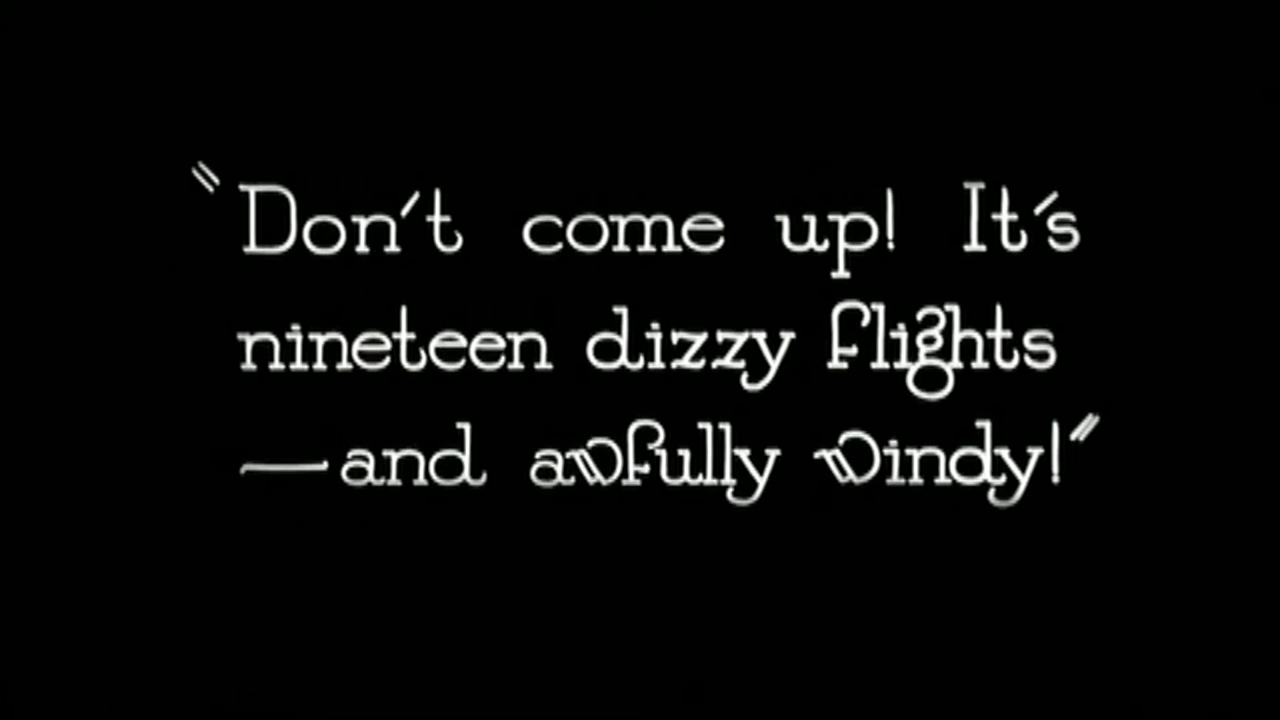 "Don't come up! It's
nineteen dizzy flights
—and awfully windy!"